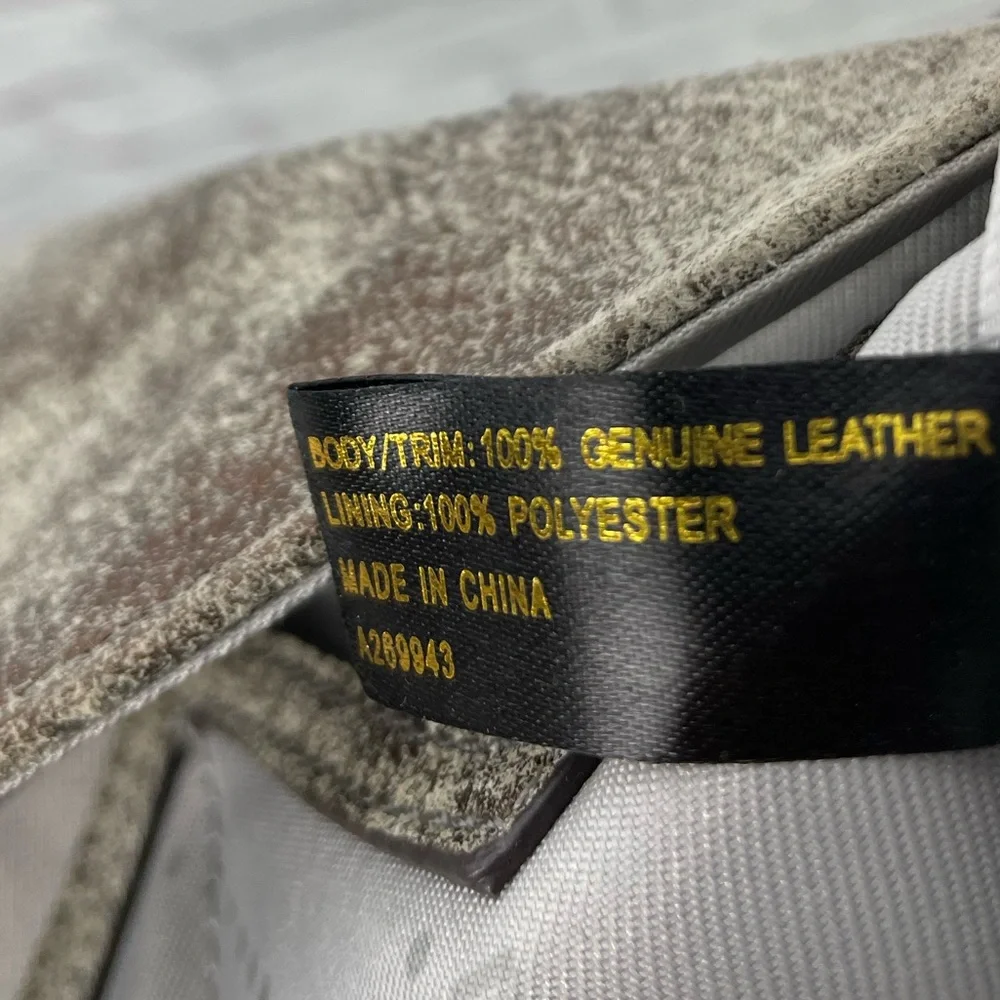 BODY/TRIM:100% GENUINE LEATHER
LINING:100% POLYESTER
MADE IN CHINA
A269943